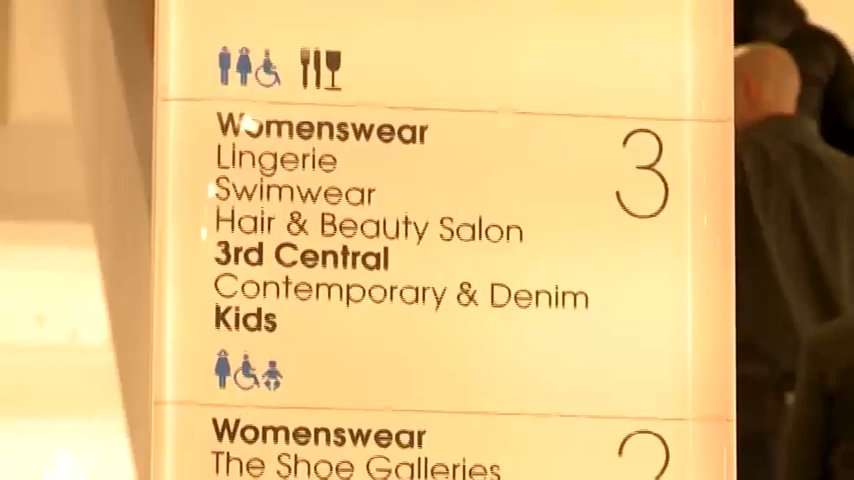 Womenswear
3
Lingerie
Swimwear
Hair & Beauty Salon
3rd Central
Contemporary & Denim
Kids
Womenswear
2
The Shoe Galleries